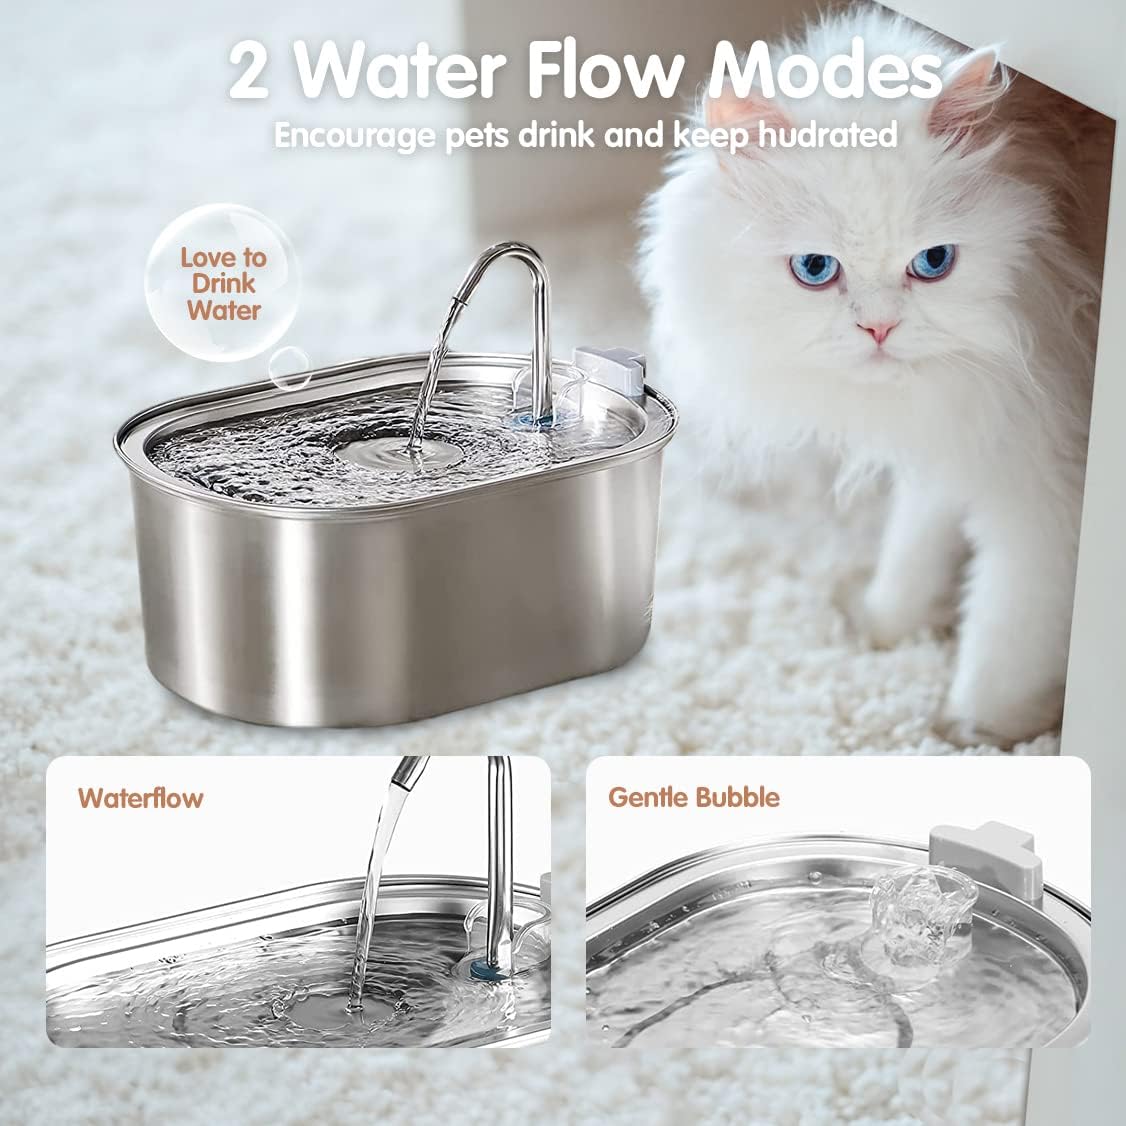 2 Water Flow Modes
Encourage pets drink and keep hudrated
Love to
Drink
Water
Waterflow
Gentle Bubble